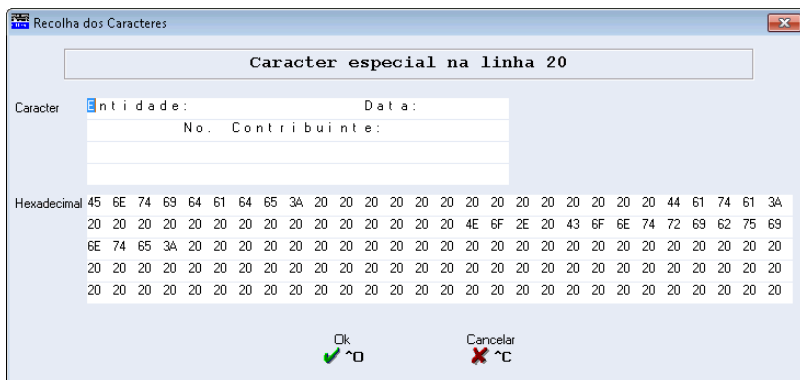 Recolha dos Caracteres
Caracter especial na linha 20
Caracter Entidade: Data:
No. Contribuinte:
Hexadecimal 45 6E 74 69 64 61 64 65 3A 20 20 20 20 20 20 20 20 20 20 20 20 20 20 44 61 74 61 3A
20 20 20 20 20 20 20 20 20 20 20 20 20 20 20 4E 6F 2E 20 43 6F 6E 74 72 69 62 75 69
6E 74 65 3A 20 20 20 20 20 20 20 20 20 20 20 20 20 20 20 20 20 20 20 20 20 20 20 20
20 20 20 20 20 20 20 20 20 20 20 20 20 20 20 20 20 20 20 20 20 20 20 20 20 20 20 20
20 20 20 20 20 20 20 20 20 20 20 20 20 20 20 20 20 20 20 20 20 20 20 20 20 20 20 20
Ok Cancelar
^O ^C